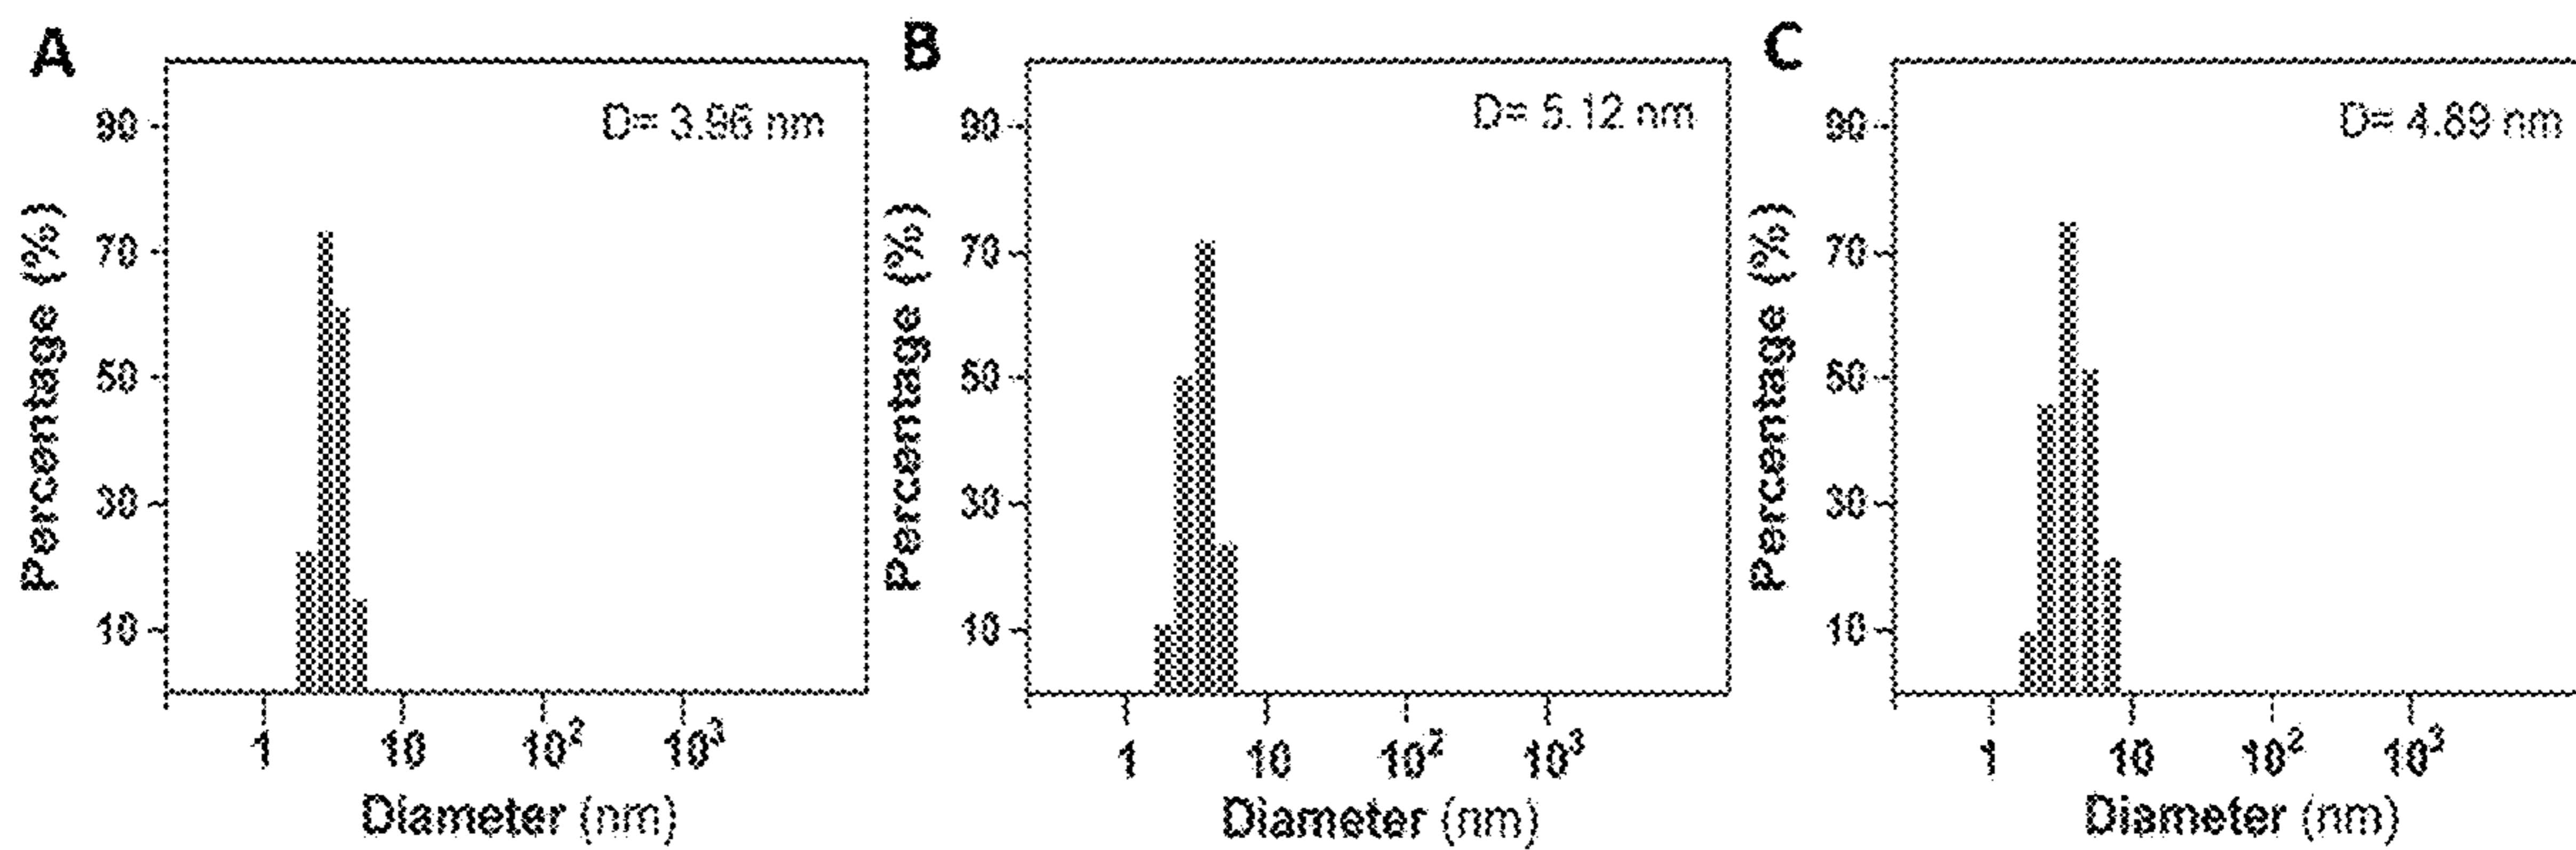 A
D= 3.96 nm
Percentage (%)
90
70
50
30
10
1 10 10² 10³
Diameter (nm)
B
D= 5.12 nm
Percentage (%)
90
70
50
30
10
1 10 10² 10³
Diameter (nm)
C
D= 4.89 nm
Percentage (%)
90
70
50
30
10
1 10 10² 10³
Diameter (nm)